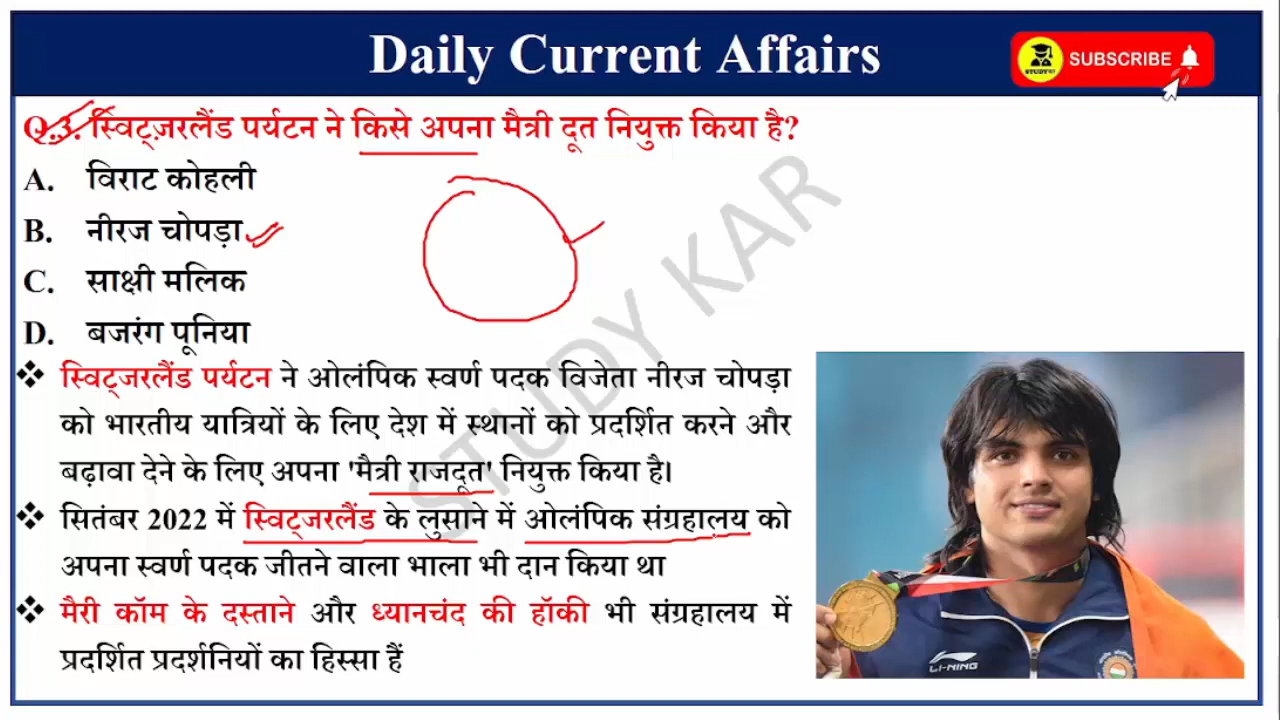 Daily Current Affairs
SUBSCRIBE
STUDY
Q.3. स्विट्ज़रलैंड पर्यटन ने किसे अपना मैत्री दूत नियुक्त किया है?
A. विराट कोहली
B. नीरज चोपड़ा
C. साक्षी मलिक
D. बजरंग पूनिया
STUDY KAR
❖ स्विट्जरलैंड पर्यटन ने ओलंपिक स्वर्ण पदक विजेता नीरज चोपड़ा
को भारतीय यात्रियों के लिए देश में स्थानों को प्रदर्शित करने और
बढ़ावा देने के लिए अपना 'मैत्री राजदूत' नियुक्त किया है।
❖ सितंबर 2022 में स्विट्जरलैंड के लुसाने में ओलंपिक संग्रहालय को
अपना स्वर्ण पदक जीतने वाला भाला भी दान किया था
❖ मैरी कॉम के दस्ताने और ध्यानचंद की हॉकी भी संग्रहालय में
प्रदर्शित प्रदर्शनियों का हिस्सा हैं
LI-NING